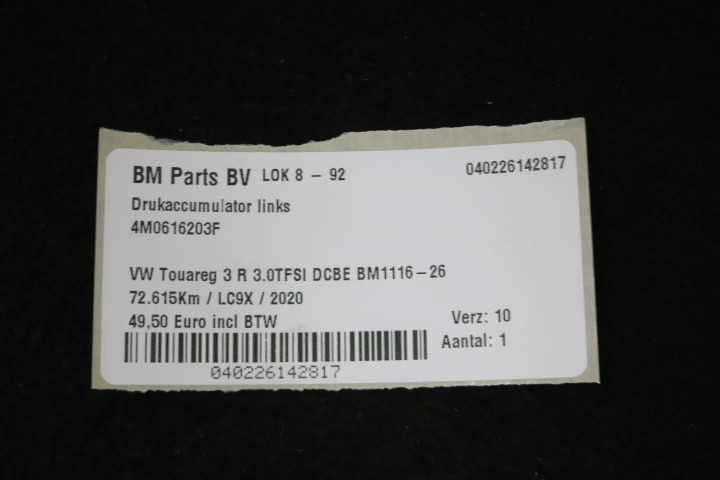 BM Parts BV LOK 8 - 92 040226142817
Drukaccumulator links
4M0616203F
VW Touareg 3 R 3.0TFSI DCBE BM1116-26
72.615Km / LC9X / 2020
49,50 Euro incl BTW Verz: 10
Aantal: 1
040226142817